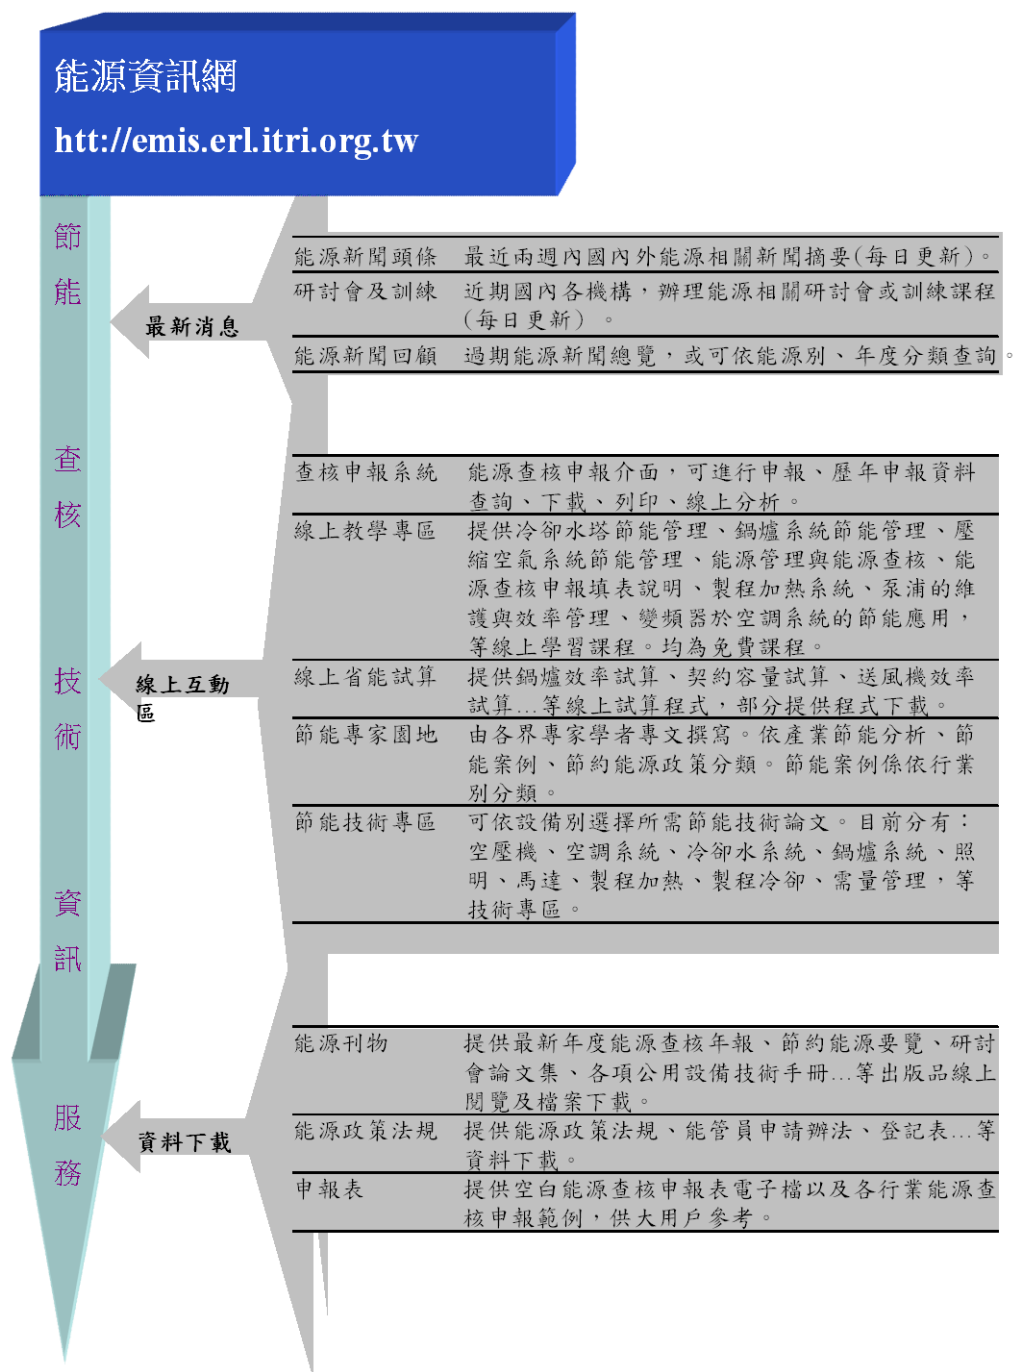 能源資訊網
htt://emis.erl.itri.org.tw
節
能
查
核
技
術
資
訊
服
務
最新消息
能源新聞頭條 最近兩週內國內外能源相關新聞摘要(每日更新)。
研討會及訓練 近期國內各機構，辦理能源相關研討會或訓練課程
(每日更新) 。
能源新聞回顧 過期能源新聞總覽，或可依能源別、年度分類查詢。
線上互動
區
查核申報系統 能源查核申報介面，可進行申報、歷年申報資料
查詢、下載、列印、線上分析。
線上教學專區 提供冷卻水塔節能管理、鍋爐系統節能管理、壓
縮空氣系統節能管理、能源管理與能源查核、能
源查核申報填表說明、製程加熱系統、泵浦的維
護與效率管理、變頻器於空調系統的節能應用，
等線上學習課程。均為免費課程。
線上省能試算 提供鍋爐效率試算、契約容量試算、送風機效率
試算...等線上試算程式，部分提供程式下載。
節能專家園地 由各界專家學者專文撰寫。依產業節能分析、節
能案例、節約能源政策分類。節能案例係依行業
別分類。
節能技術專區 可依設備別選擇所需節能技術論文。目前分有：
空壓機、空調系統、冷卻水系統、鍋爐系統、照
明、馬達、製程加熱、製程冷卻、需量管理，等
技術專區。
資料下載
能源刊物 提供最新年度能源查核年報、節約能源要覽、研討
會論文集、各項公用設備技術手冊...等出版品線上
閱覽及檔案下載。
能源政策法規 提供能源政策法規、能管員申請辦法、登記表...等
資料下載。
申報表 提供空白能源查核申報表電子檔以及各行業能源查
核申報範例，供大用戶參考。